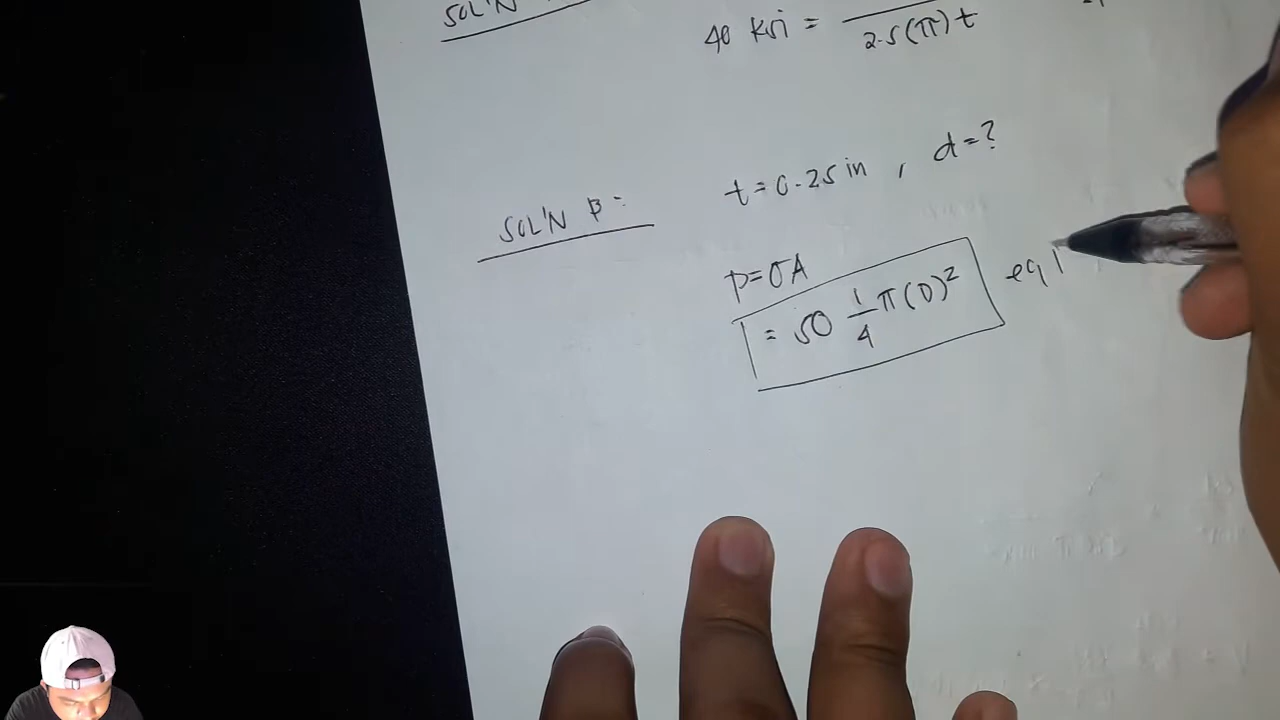 SOL'N
40 ksi = 
2.5(π)t
t = 0.25 in , d = ?
SOL'N B:
P = σA
= 50 1/4 π(D)²
eq 1